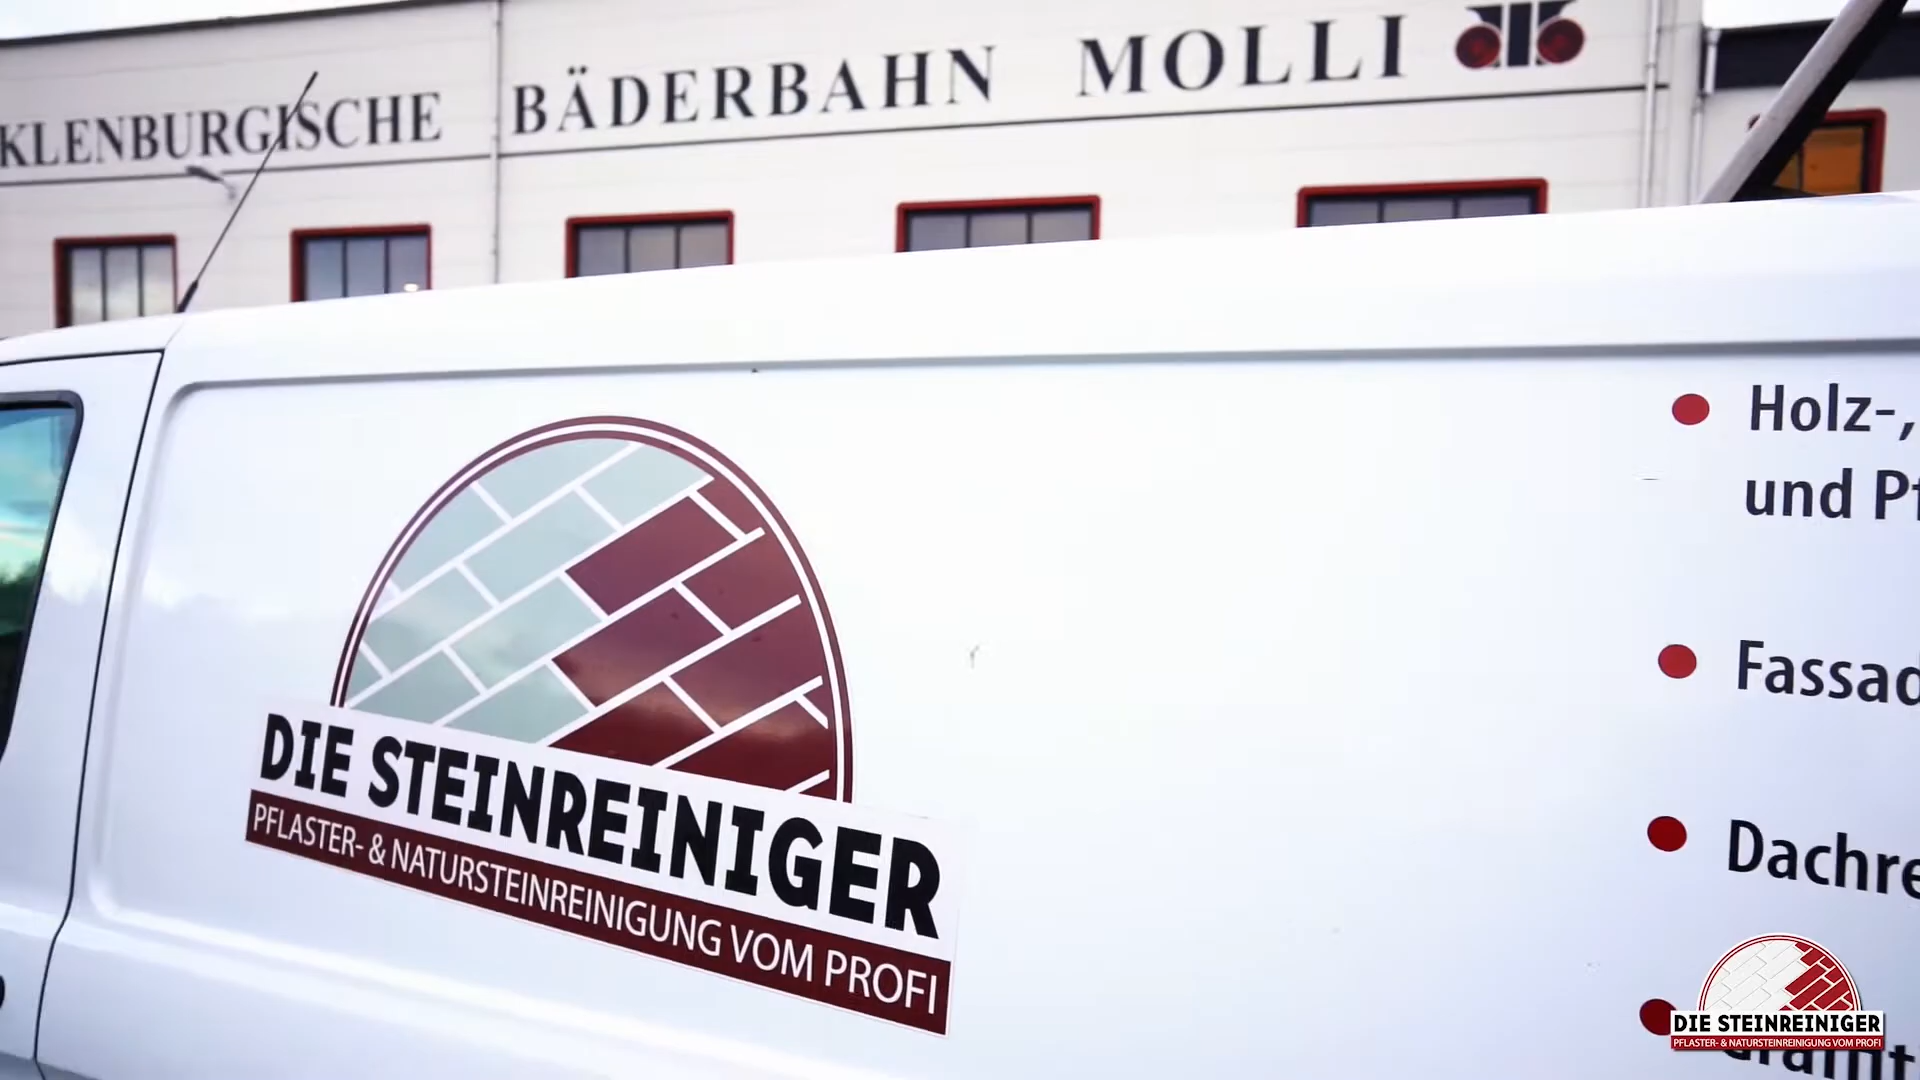 KLENBURGISCHE BÄDERBAHN MOLLI
DIE STEINREINIGER
PFLASTER- & NATURSTEINREINIGUNG VOM PROFI
Holz-,
und Pf
Fassad
Dachre
Granit
DIE STEINREINIGER
PFLASTER- & NATURSTEINREINIGUNG VOM PROFI